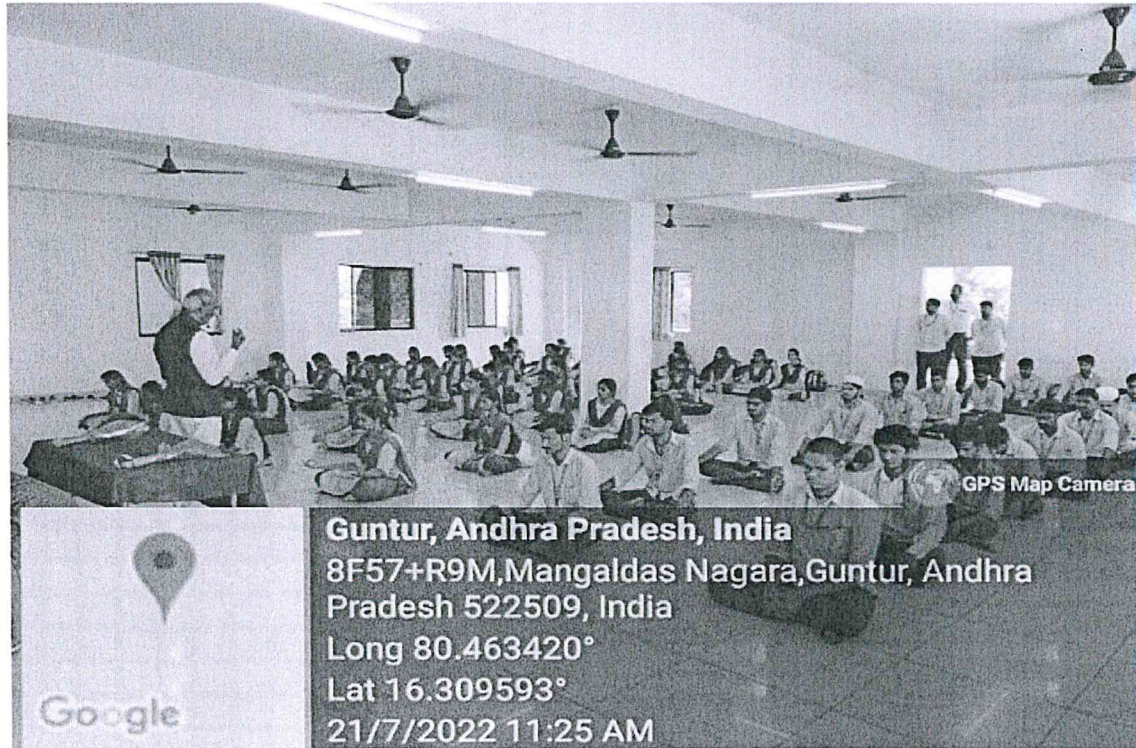 GPS Map Camera
Guntur, Andhra Pradesh, India
8F57+R9M,Mangaldas Nagara,Guntur, Andhra
Pradesh 522509, India
Long 80.463420°
Lat 16.309593°
21/7/2022 11:25 AM
Google